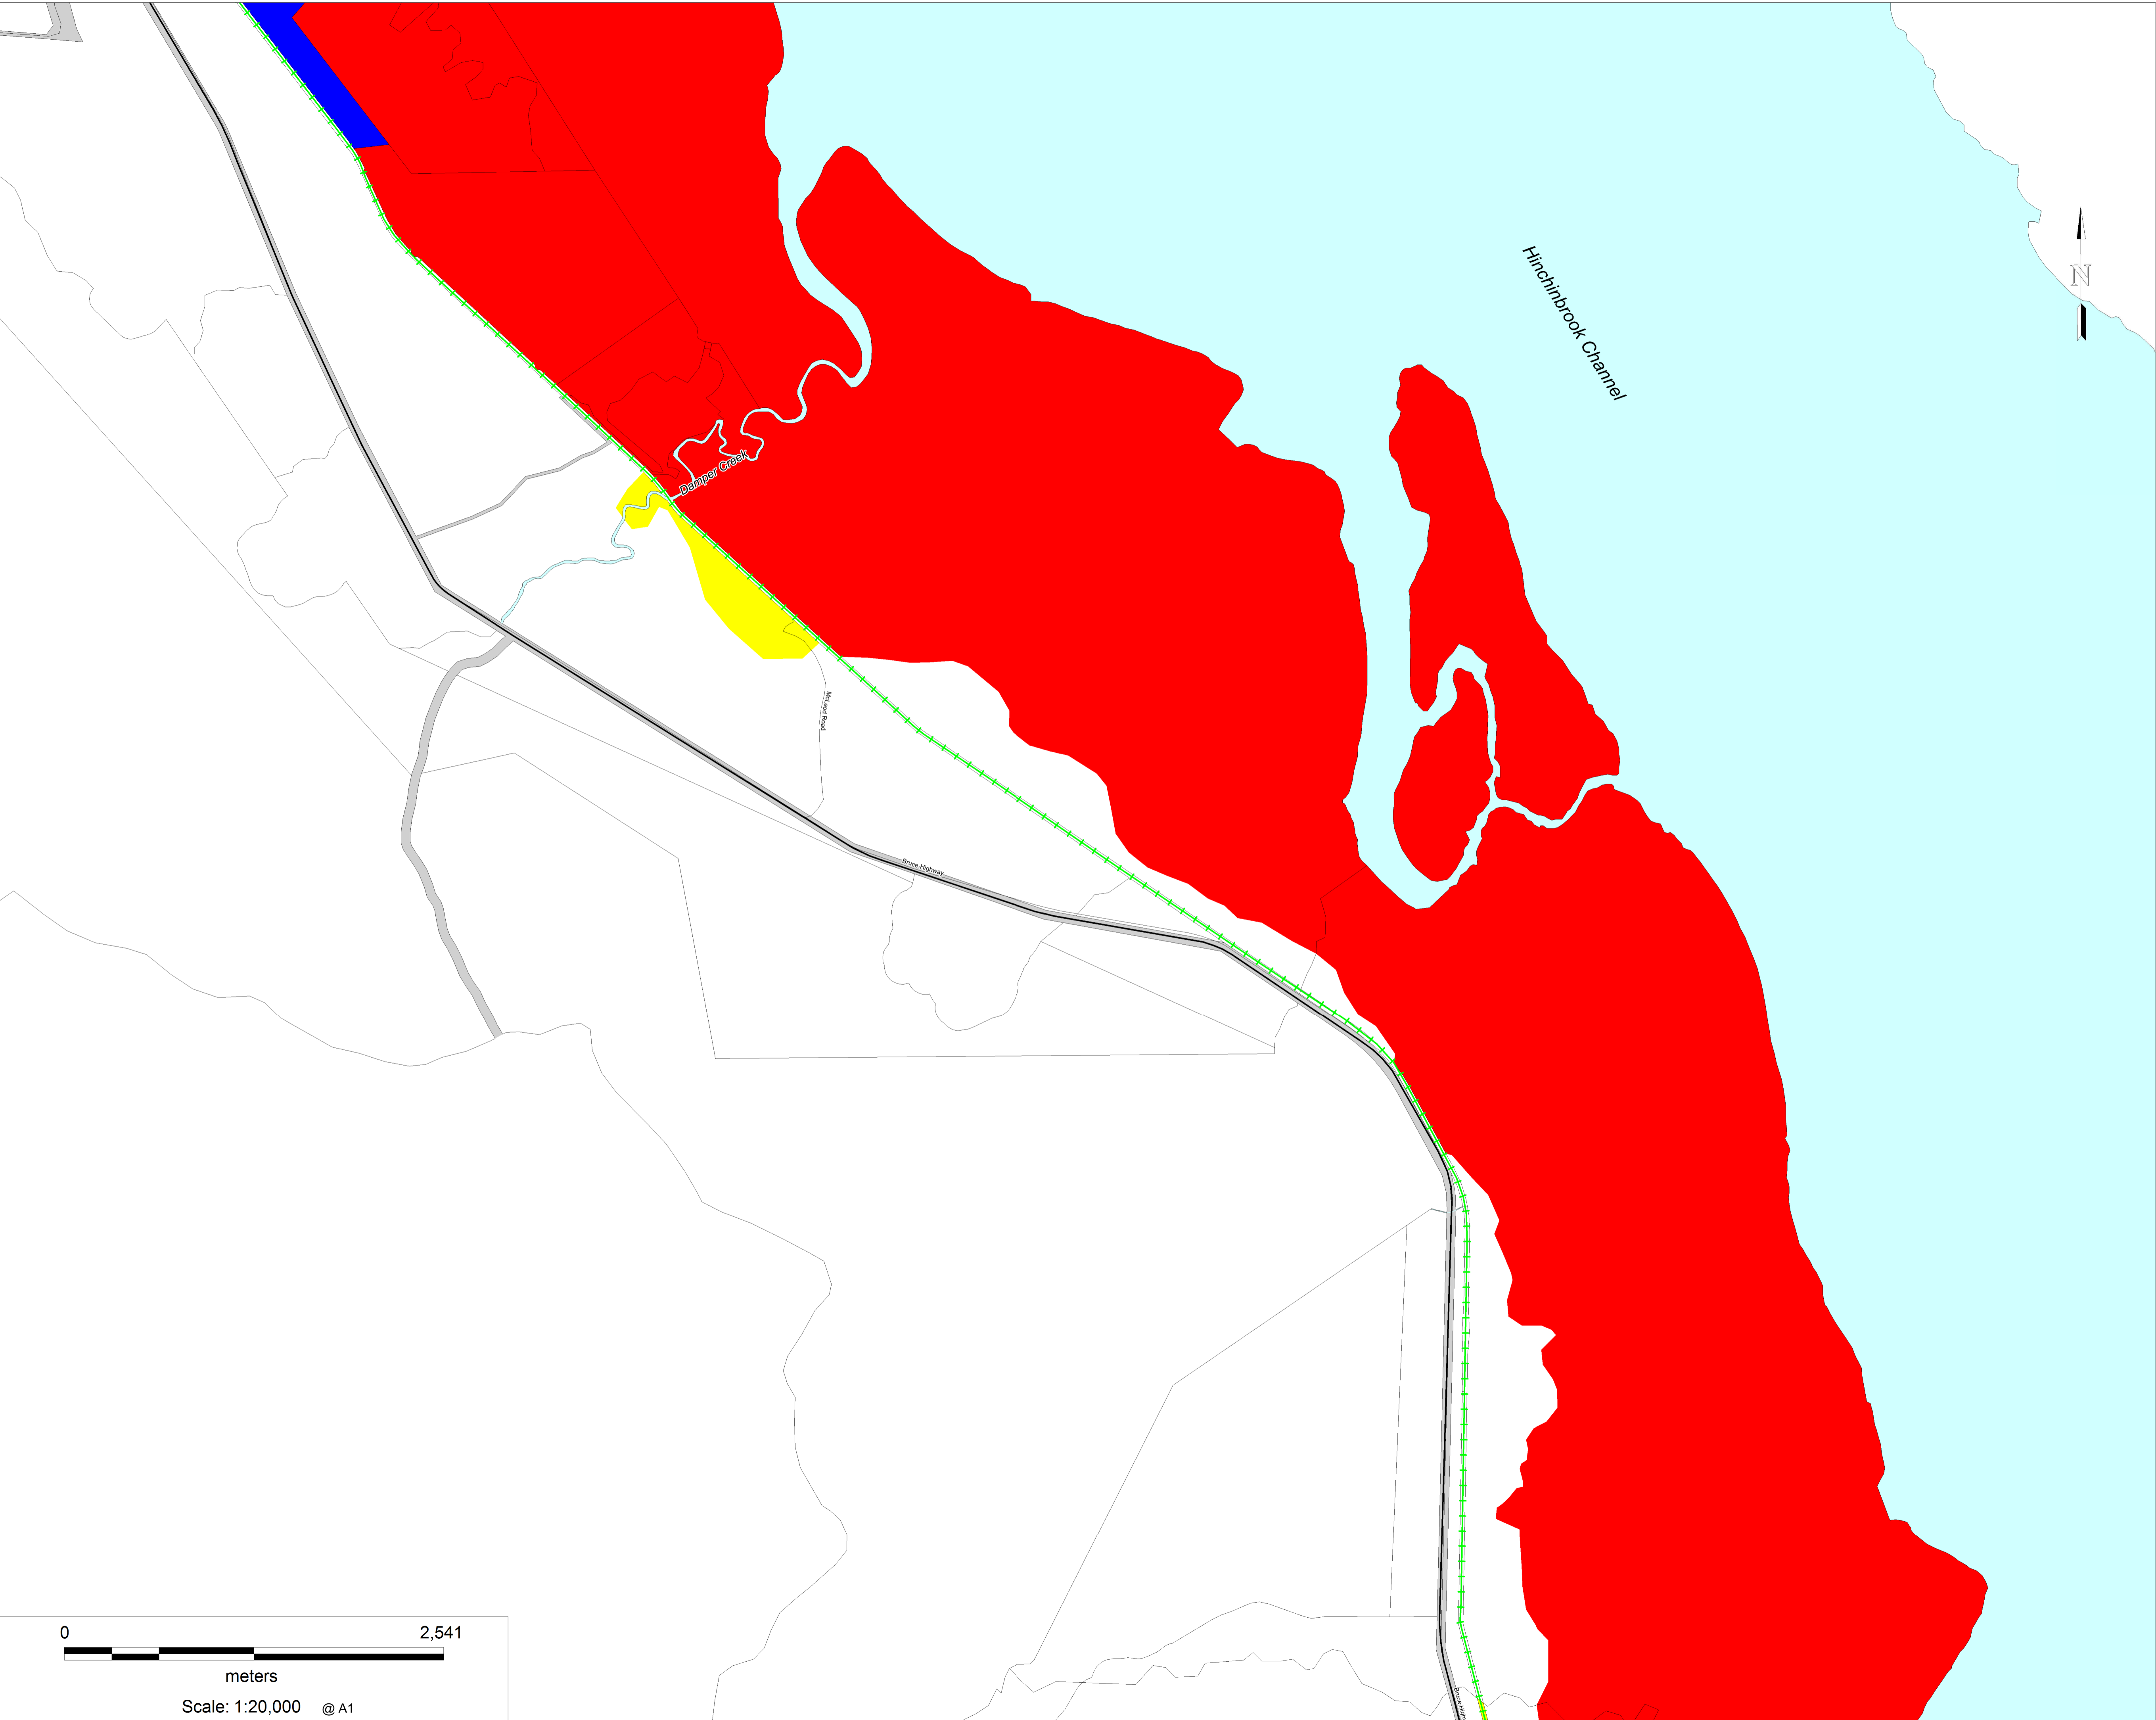 Hinchinbrook Channel
N
Damper Creek
McLeod Road
Bruce Highway
0 2,541
meters
Scale: 1:20,000 @ A1